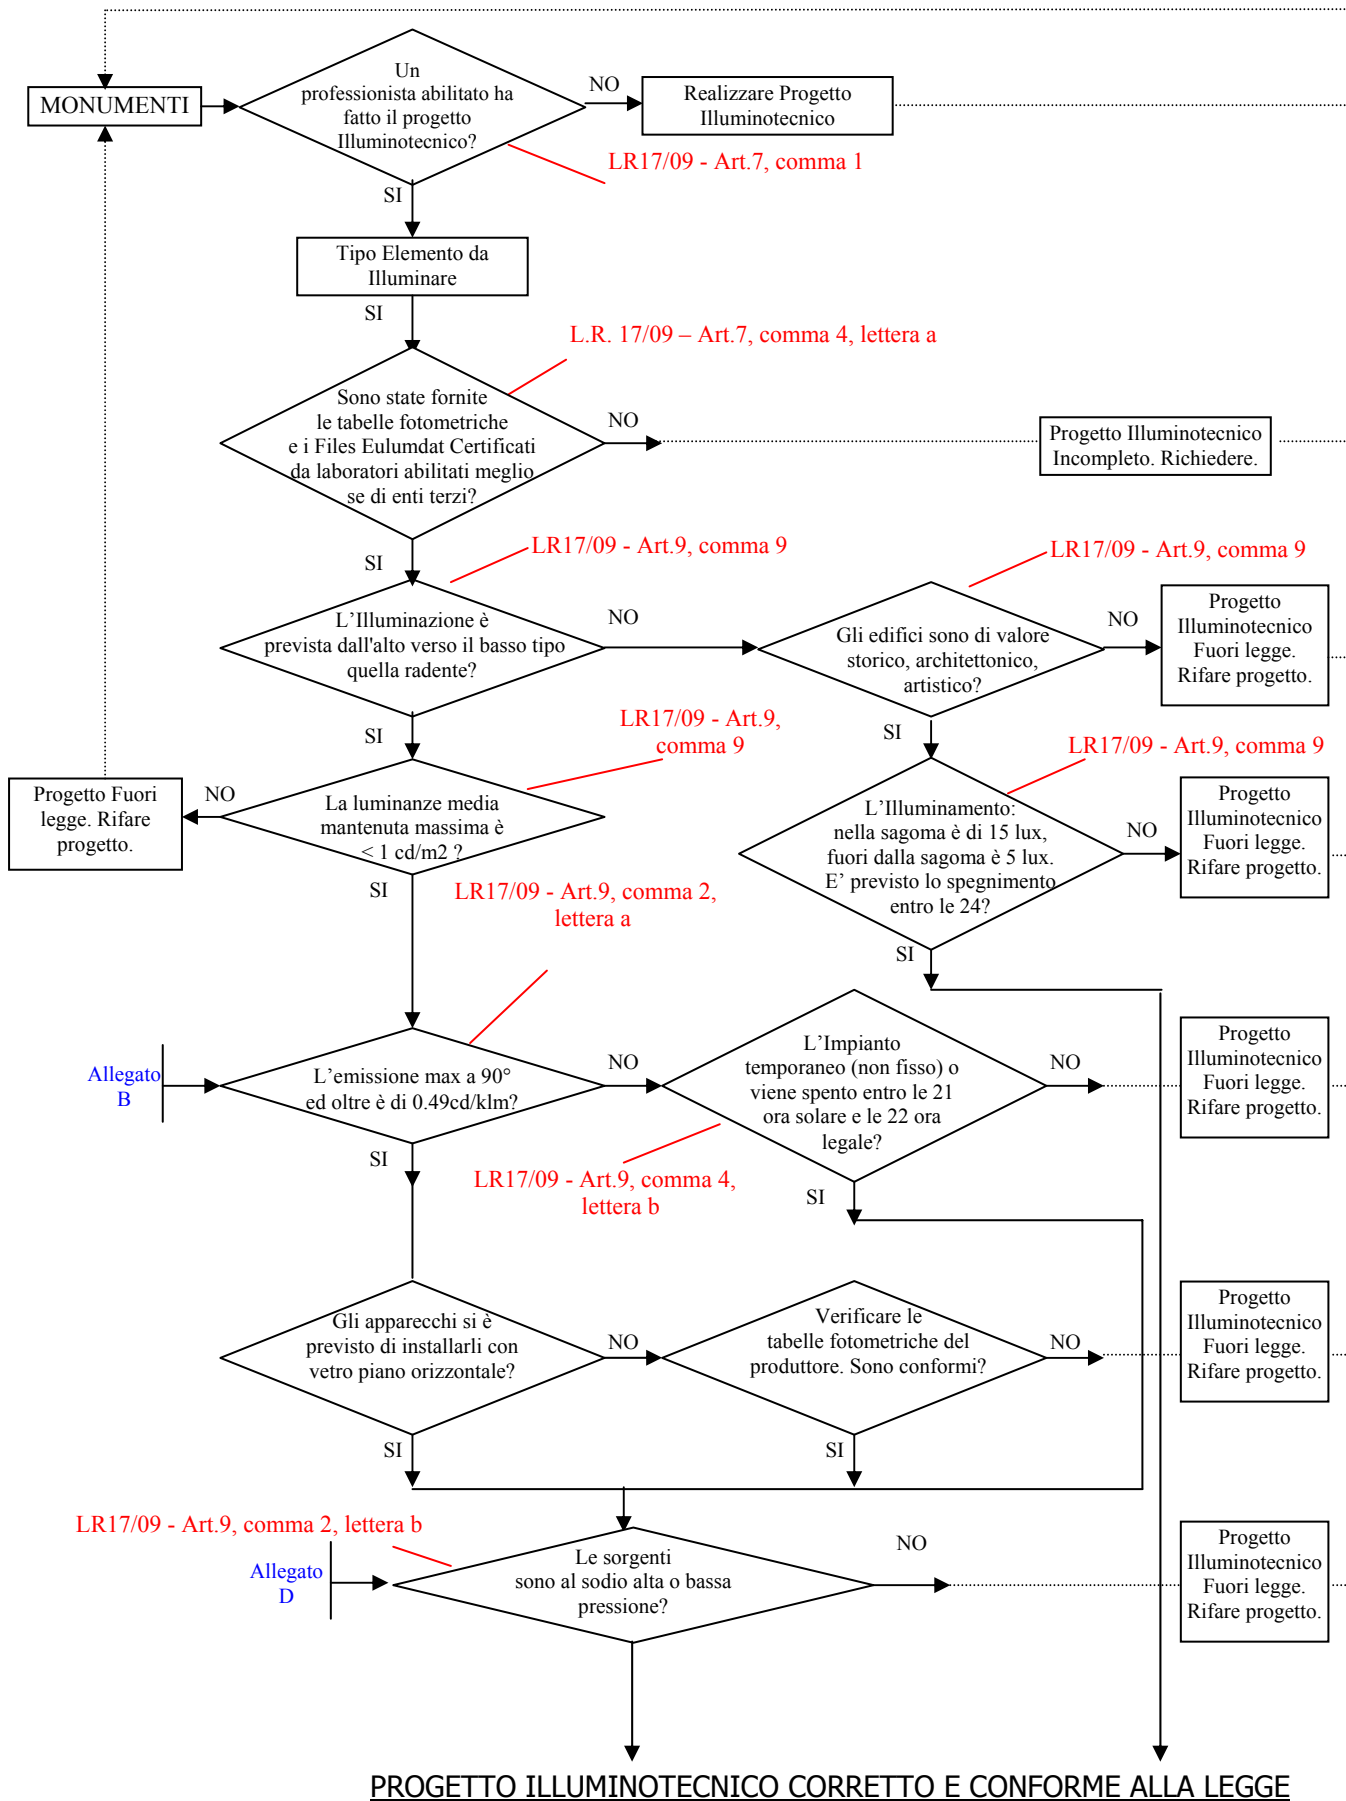 Un
professionista abilitato ha
fatto il progetto
Illuminotecnico?
MONUMENTI
NO
Realizzare Progetto
Illuminotecnico
LR17/09 - Art.7, comma 1
SI
Tipo Elemento da
Illuminare
SI
L.R. 17/09 – Art.7, comma 4, lettera a
Sono state fornite
le tabelle fotometriche
e i Files Eulumdat Certificati
da laboratori abilitati meglio
se di enti terzi?
NO
Progetto Illuminotecnico
Incompleto. Richiedere.
SI
LR17/09 - Art.9, comma 9
LR17/09 - Art.9, comma 9
L’Illuminazione è
prevista dall'alto verso il basso tipo
quella radente?
NO
Gli edifici sono di valore
storico, architettonico,
artistico?
NO
Progetto
Illuminotecnico
Fuori legge.
Rifare progetto.
SI
LR17/09 - Art.9,
comma 9
SI
LR17/09 - Art.9, comma 9
Progetto Fuori
legge. Rifare
progetto.
NO
La luminanze media
mantenuta massima è
< 1 cd/m2 ?
L’Illuminamento:
nella sagoma è di 15 lux,
fuori dalla sagoma è 5 lux.
E’ previsto lo spegnimento
entro le 24?
NO
Progetto
Illuminotecnico
Fuori legge.
Rifare progetto.
SI
LR17/09 - Art.9, comma 2,
lettera a
SI
Allegato
B
L’emissione max a 90°
ed oltre è di 0.49cd/klm?
NO
L’Impianto
temporaneo (non fisso) o
viene spento entro le 21
ora solare e le 22 ora
legale?
NO
Progetto
Illuminotecnico
Fuori legge.
Rifare progetto.
SI
LR17/09 - Art.9, comma 4,
lettera b
SI
Gli apparecchi si è
previsto di installarli con
vetro piano orizzontale?
NO
Verificare le
tabelle fotometriche del
produttore. Sono conformi?
NO
Progetto
Illuminotecnico
Fuori legge.
Rifare progetto.
SI
SI
LR17/09 - Art.9, comma 2, lettera b
Allegato
D
Le sorgenti
sono al sodio alta o bassa
pressione?
NO
Progetto
Illuminotecnico
Fuori legge.
Rifare progetto.
PROGETTO ILLUMINOTECNICO CORRETTO E CONFORME ALLA LEGGE